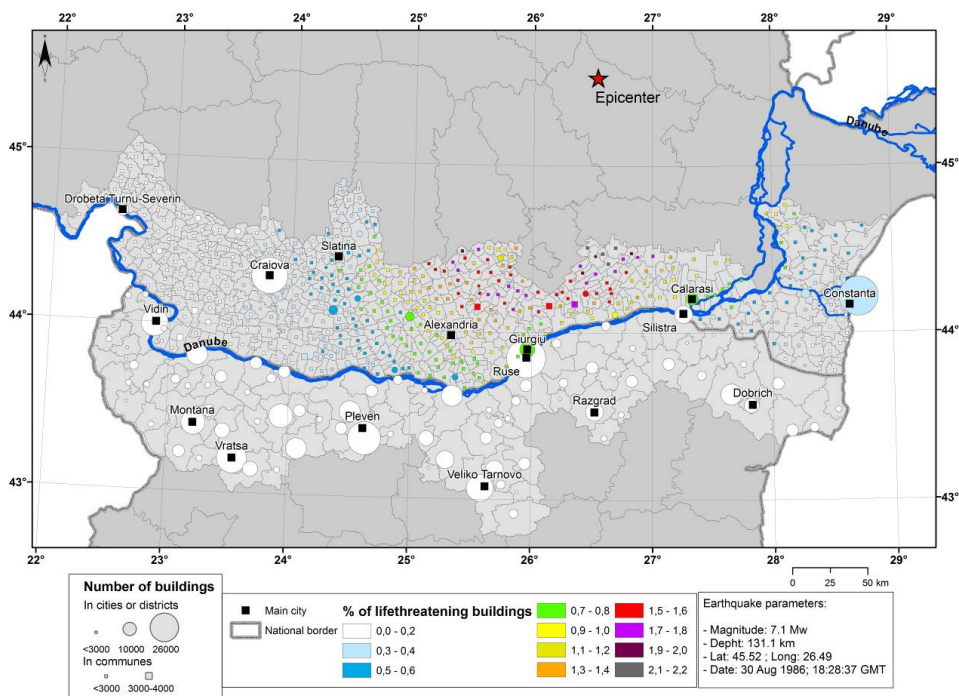 22° 23° 24° 25° 26° 27° 28° 29°
N
Epicenter
Danube
45° 45°
Drobeta Turnu-Severin
Slatina
Craiova
Calarasi
Constanta
44° 44°
Vidin
Alexandria
Silistra
Giurgiu
Danube
Ruse
Dobrich
Razgrad
Montana
Pleven
Vratsa
Veliko Tarnovo
43° 43°
22° 23° 24° 25° 26° 27° 28° 29°
0 25 50 km
Number of buildings
In cities or districts
<3000 10000 26000
In communes
<3000 3000-4000
Main city
National border
% of lifethreatening buildings
0,0 - 0,2
0,3 - 0,4
0,5 - 0,6
0,7 - 0,8
0,9 - 1,0
1,1 - 1,2
1,3 - 1,4
1,5 - 1,6
1,7 - 1,8
1,9 - 2,0
2,1 - 2,2
Earthquake parameters:
- Magnitude: 7.1 Mw
- Depht: 131.1 km
- Lat: 45.52 ; Long: 26.49
- Date: 30 Aug 1986; 18:28:37 GMT